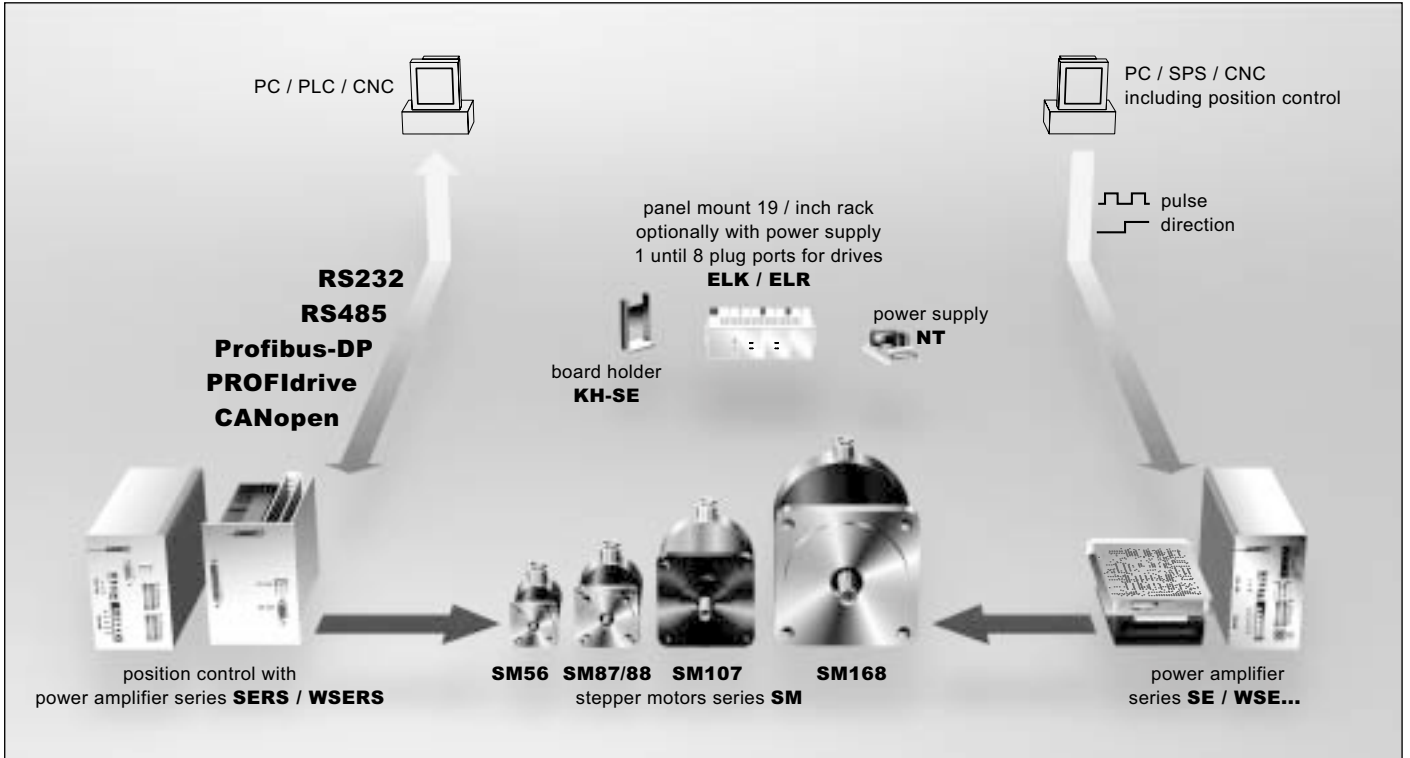 PC / PLC / CNC
PC / SPS / CNC
including position control
pulse
direction
panel mount 19 / inch rack
optionally with power supply
1 until 8 plug ports for drives
ELK / ELR
RS232
RS485
Profibus-DP
PROFIdrive
CANopen
board holder
KH-SE
power supply
NT
position control with
power amplifier series SERS / WSERS
SM56 SM87/88 SM107 SM168
stepper motors series SM
power amplifier
series SE / WSE...